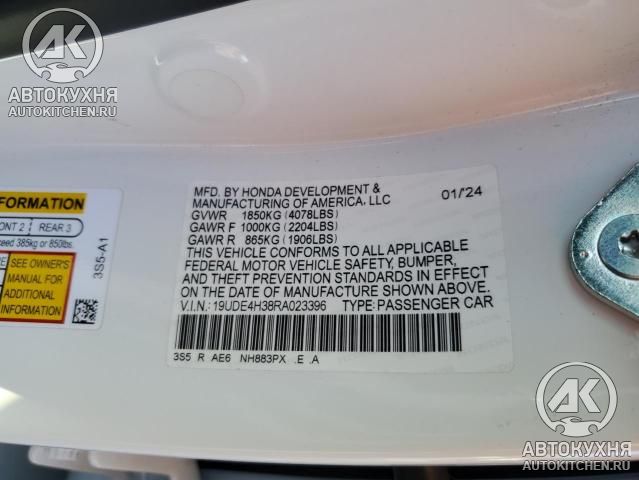 АК
АВТОКУХНЯ
AUTOKITCHEN.RU
FORMATION
ONT 2 REAR 3
ceed 385kg or 850lbs.
SEE OWNER'S
MANUAL FOR
ADDITIONAL
INFORMATION
3S5-A1
MFD. BY HONDA DEVELOPMENT &
MANUFACTURING OF AMERICA, LLC
01/24
GVWR 1850KG (4078LBS)
GAWR F 1000KG (2204LBS)
GAWR R 865KG (1906LBS)
THIS VEHICLE CONFORMS TO ALL APPLICABLE
FEDERAL MOTOR VEHICLE SAFETY, BUMPER,
AND THEFT PREVENTION STANDARDS IN EFFECT
ON THE DATE OF MANUFACTURE SHOWN ABOVE.
V.I.N.: 19UDE4H38RA023396 TYPE: PASSENGER CAR
3S5 R AE6 NH883PX .E .A
АК
АВТОКУХНЯ
AUTOKITCHEN.RU